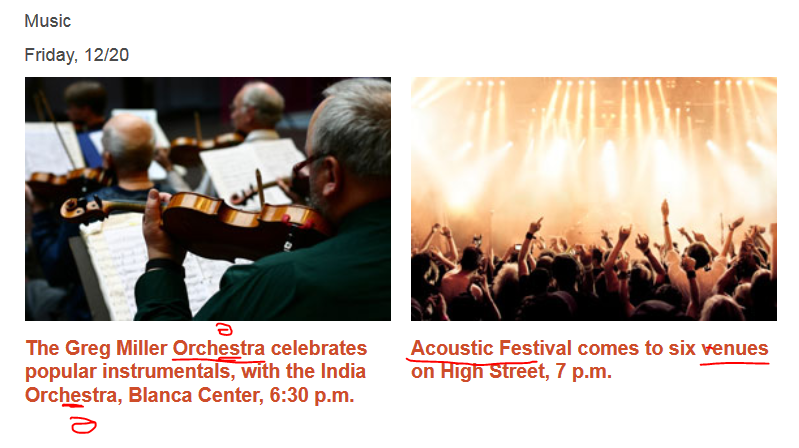 Music
Friday, 12/20
The Greg Miller Orchestra celebrates
popular instrumentals, with the India
Orchestra, Blanca Center, 6:30 p.m.
Acoustic Festival comes to six venues
on High Street, 7 p.m.